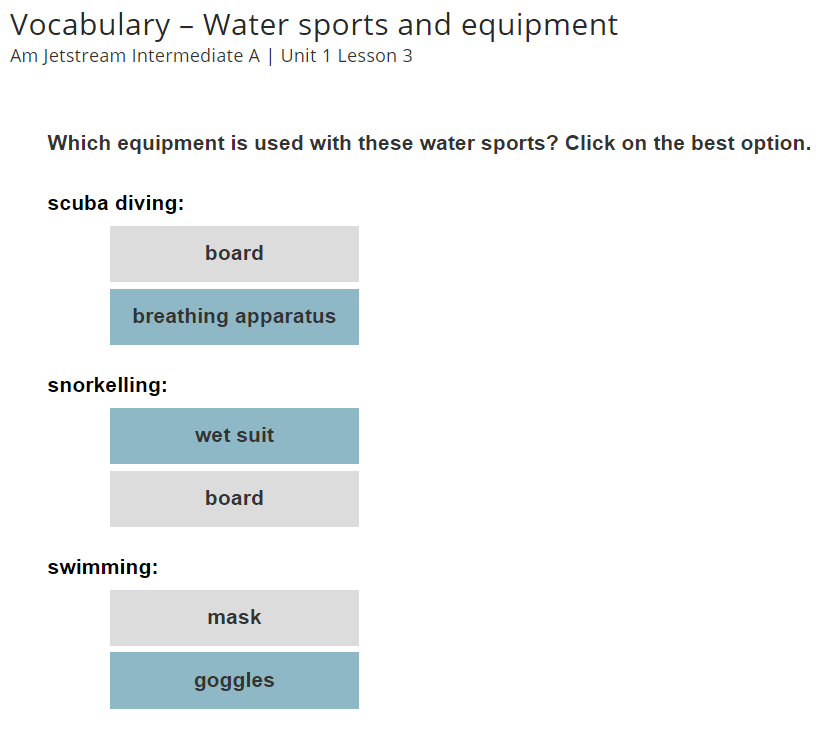 Vocabulary – Water sports and equipment
Am Jetstream Intermediate A | Unit 1 Lesson 3
Which equipment is used with these water sports? Click on the best option.
scuba diving:
board
breathing apparatus
snorkelling:
wet suit
board
swimming:
mask
goggles